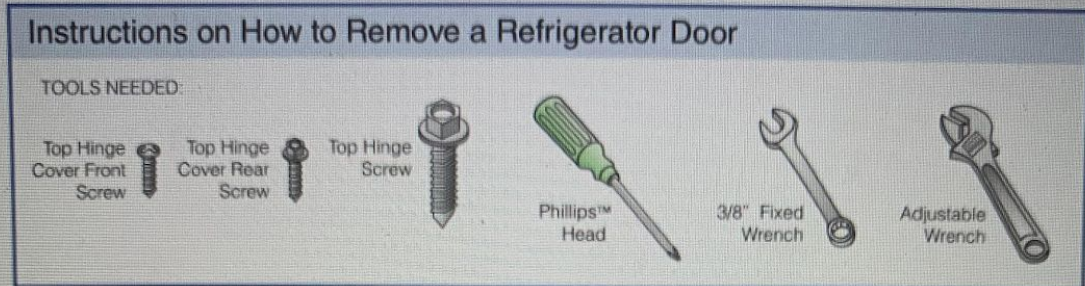 Instructions on How to Remove a Refrigerator Door
TOOLS NEEDED:
Top Hinge
Cover Front
Screw
Top Hinge
Cover Rear
Screw
Top Hinge
Screw
Phillips™
Head
3/8" Fixed
Wrench
Adjustable
Wrench